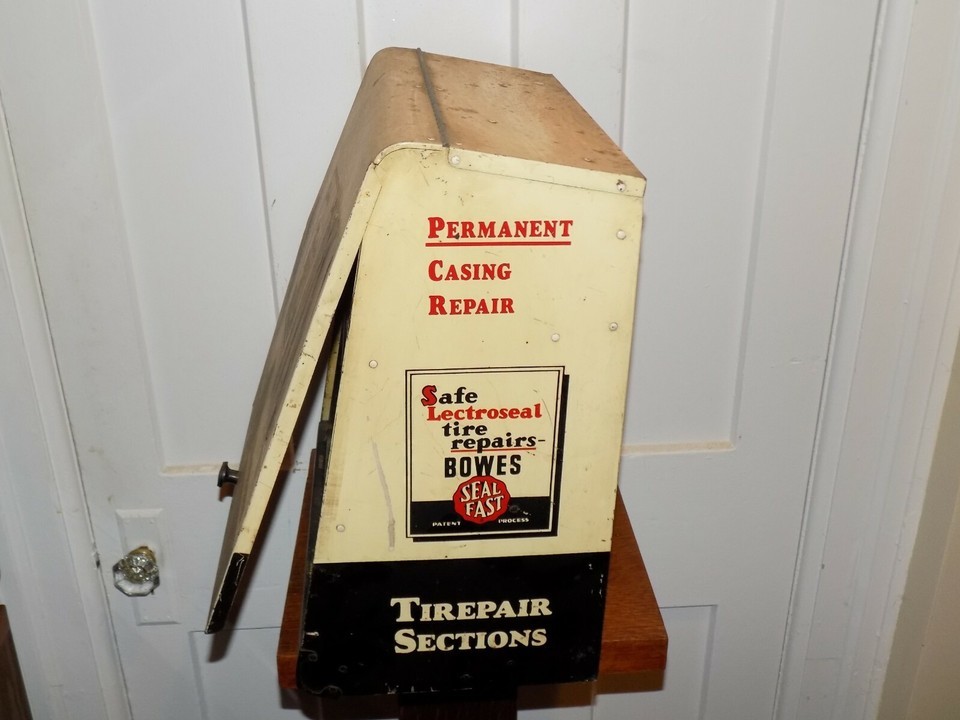 PERMANENT
CASING
REPAIR
Safe
Lectroseal
tire
repairs-
BOWES
SEAL
FAST
PATENT PROCESS
TIREPAIR
SECTIONS